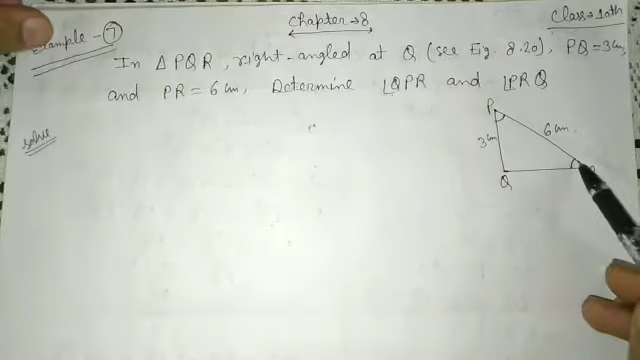 Chapter → 8
Class → 10th
Example - 7
In △ PQR, right-angled at Q (see Fig. 8.20), PQ = 3 cm,
and PR = 6 cm, Determine ∠QPR and ∠PRQ
Solve
P
3 cm
6 cm.
Q